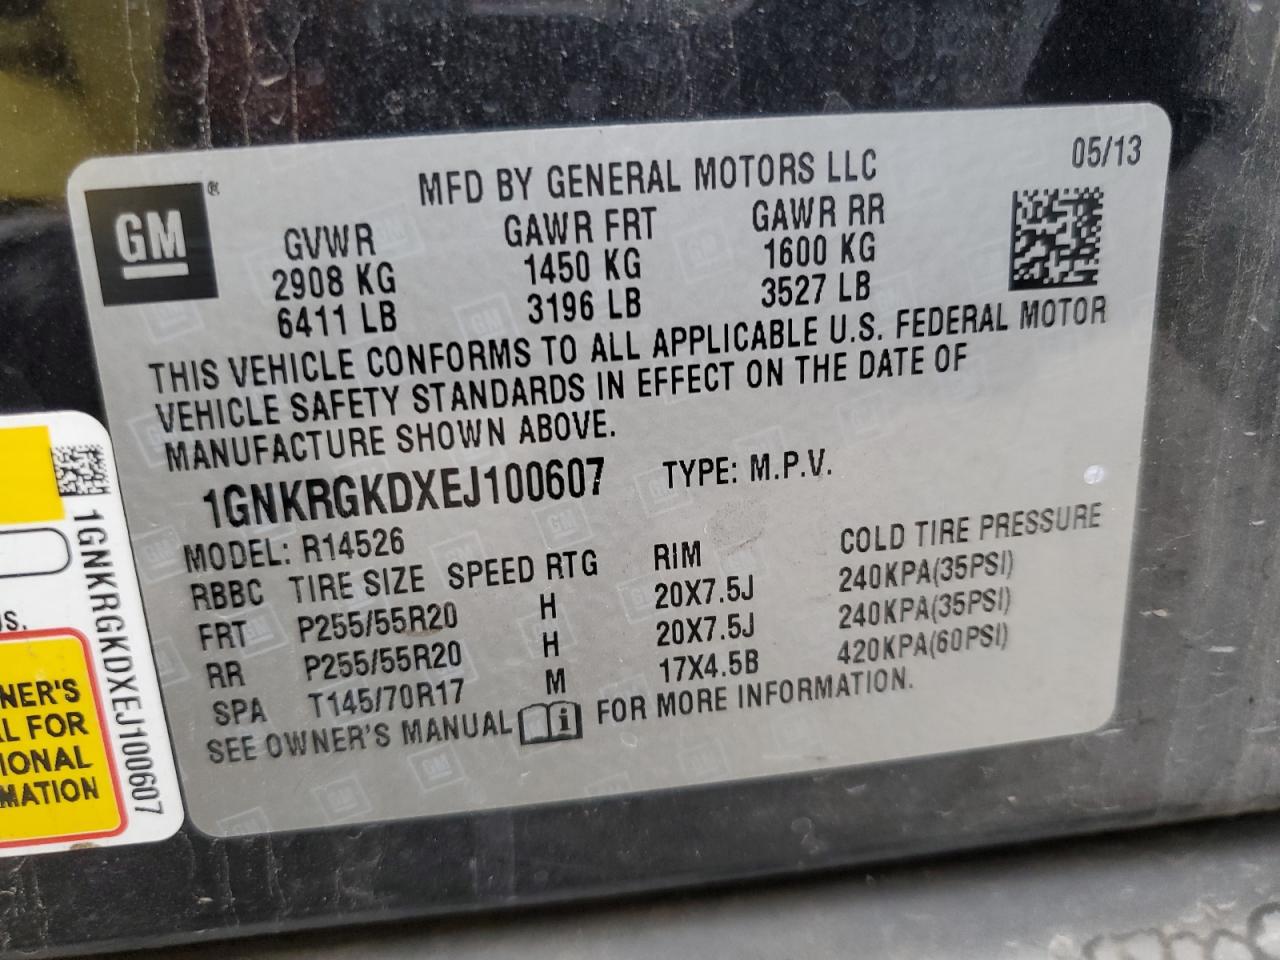 05/13
MFD BY GENERAL MOTORS LLC
GM ®
GVWR GAWR FRT GAWR RR
2908 KG 1450 KG 1600 KG
6411 LB 3196 LB 3527 LB
THIS VEHICLE CONFORMS TO ALL APPLICABLE U.S. FEDERAL MOTOR
VEHICLE SAFETY STANDARDS IN EFFECT ON THE DATE OF
MANUFACTURE SHOWN ABOVE.
1GNKRGKDXEJ100607 TYPE: M.P.V.
MODEL: R14526
RBBC TIRE SIZE SPEED RTG RIM COLD TIRE PRESSURE
FRT P255/55R20 H 20X7.5J 240KPA(35PSI)
RR P255/55R20 H 20X7.5J 240KPA(35PSI)
SPA T145/70R17 M 17X4.5B 420KPA(60PSI)
SEE OWNER'S MANUAL i FOR MORE INFORMATION.
1GNKRGKDXEJ100607